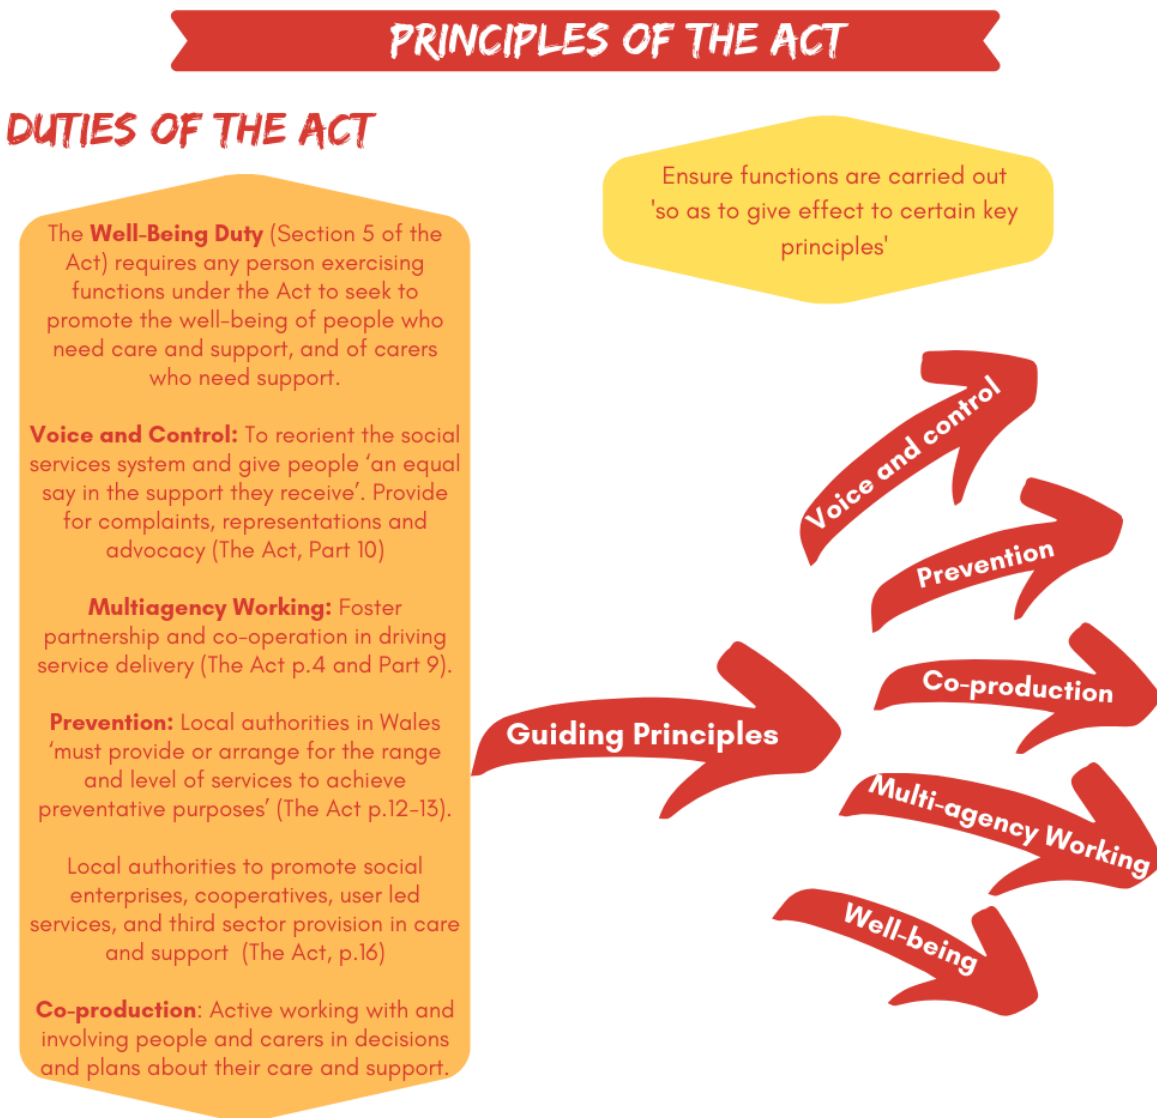 PRINCIPLES OF THE ACT
DUTIES OF THE ACT
The Well-Being Duty (Section 5 of the
Act) requires any person exercising
functions under the Act to seek to
promote the well-being of people who
need care and support, and of carers
who need support.
Voice and Control: To reorient the social
services system and give people ‘an equal
say in the support they receive’. Provide
for complaints, representations and
advocacy (The Act, Part 10)
Multiagency Working: Foster
partnership and co-operation in driving
service delivery (The Act p.4 and Part 9).
Prevention: Local authorities in Wales
‘must provide or arrange for the range
and level of services to achieve
preventative purposes’ (The Act p.12-13).
Local authorities to promote social
enterprises, cooperatives, user led
services, and third sector provision in care
and support (The Act, p.16)
Co-production: Active working with and
involving people and carers in decisions
and plans about their care and support.
Ensure functions are carried out
'so as to give effect to certain key
principles'
Guiding Principles
Voice and control
Prevention
Co-production
Multi-agency Working
Well-being